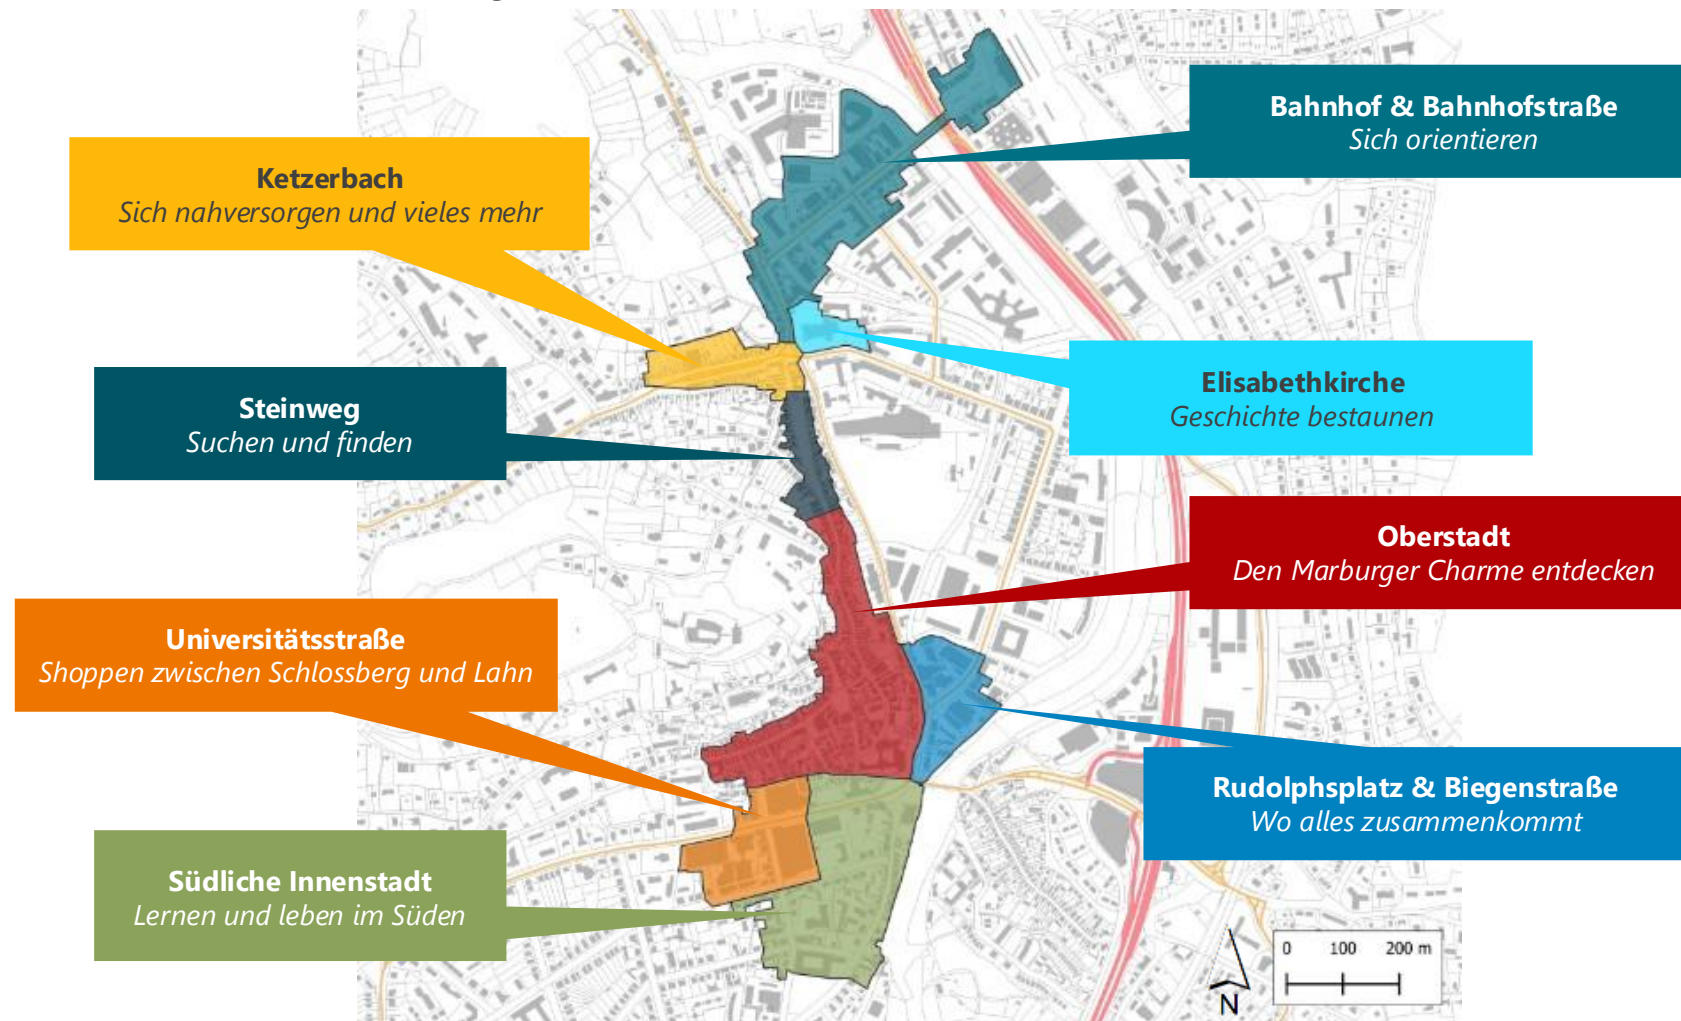 Bahnhof & Bahnhofstraße
Sich orientieren
Ketzerbach
Sich nahversorgen und vieles mehr
Elisabethkirche
Geschichte bestaunen
Steinweg
Suchen und finden
Oberstadt
Den Marburger Charme entdecken
Universitätsstraße
Shoppen zwischen Schlossberg und Lahn
Rudolphsplatz & Biegenstraße
Wo alles zusammenkommt
Südliche Innenstadt
Lernen und leben im Süden
0 100 200 m
N